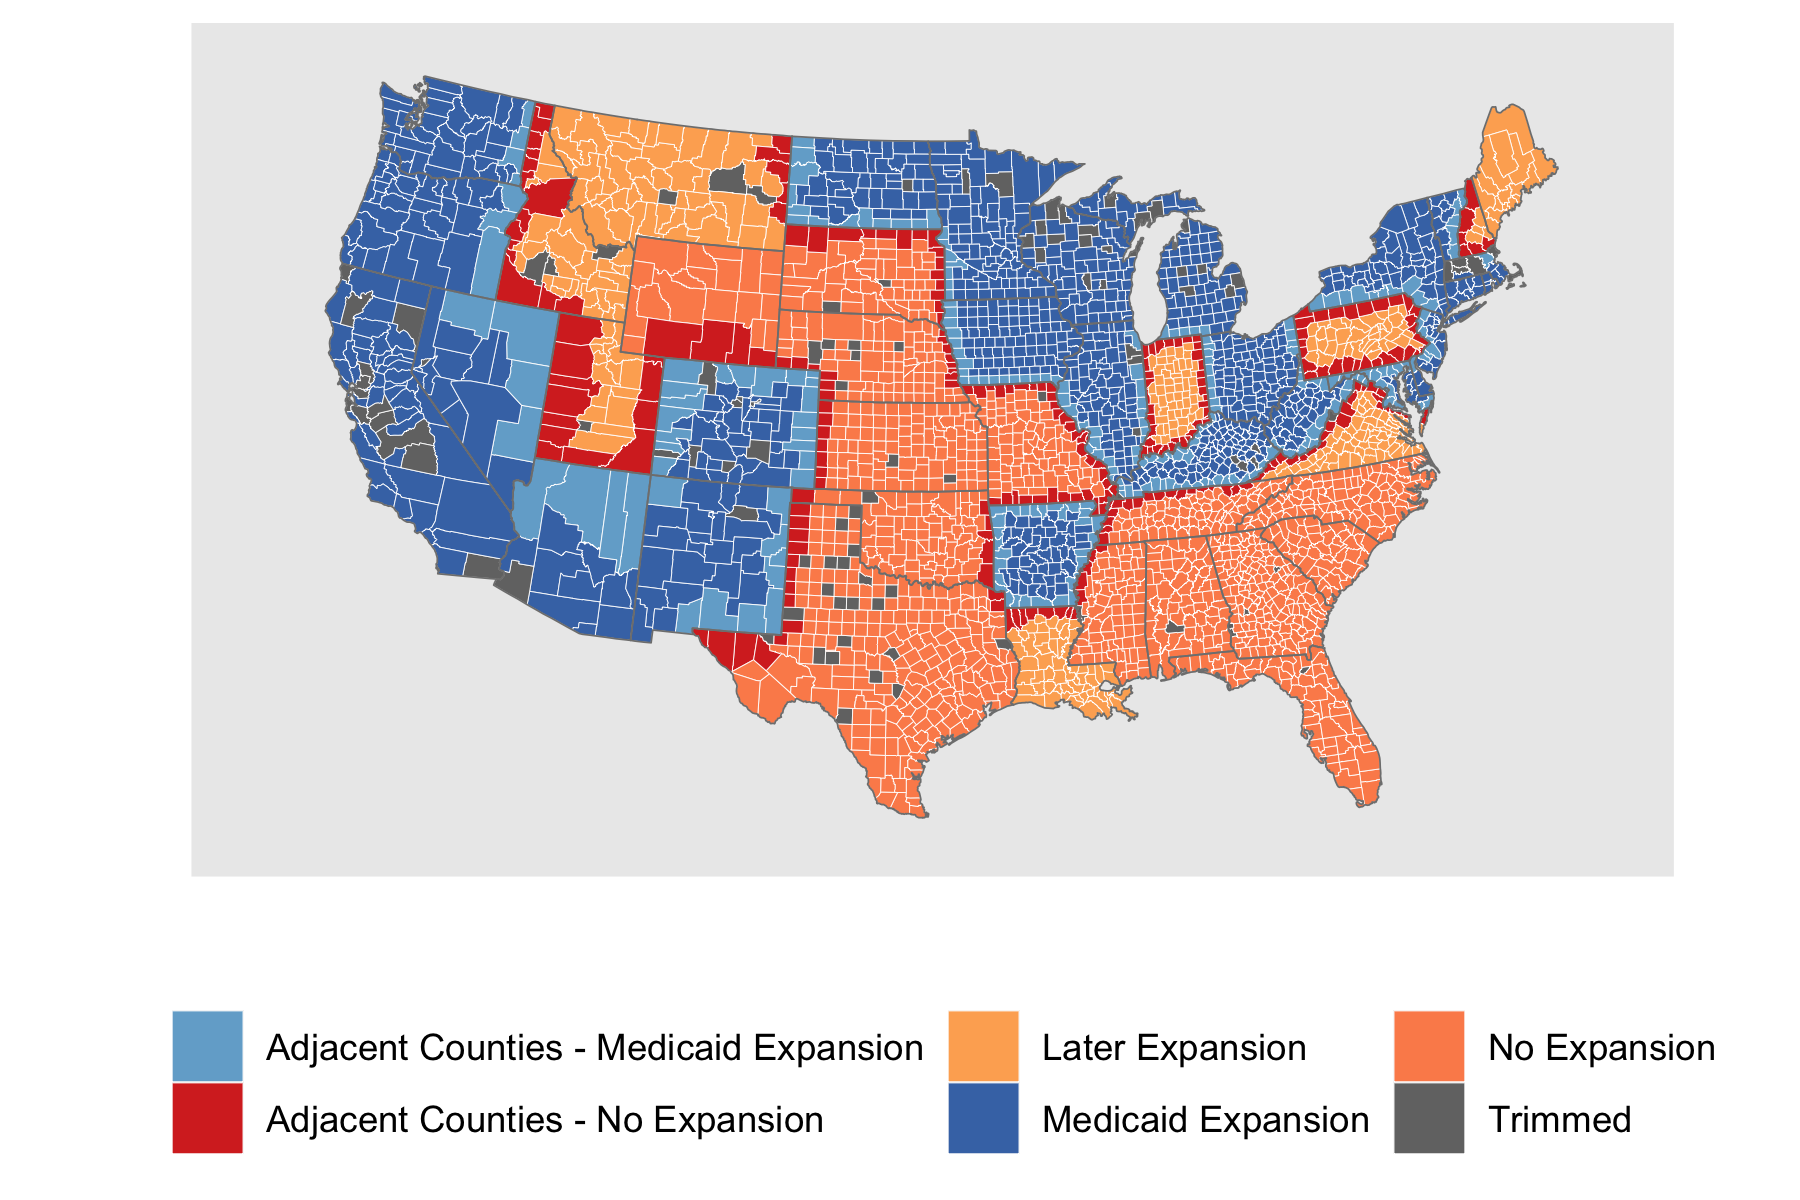 Adjacent Counties - Medicaid Expansion
Later Expansion
No Expansion
Adjacent Counties - No Expansion
Medicaid Expansion
Trimmed